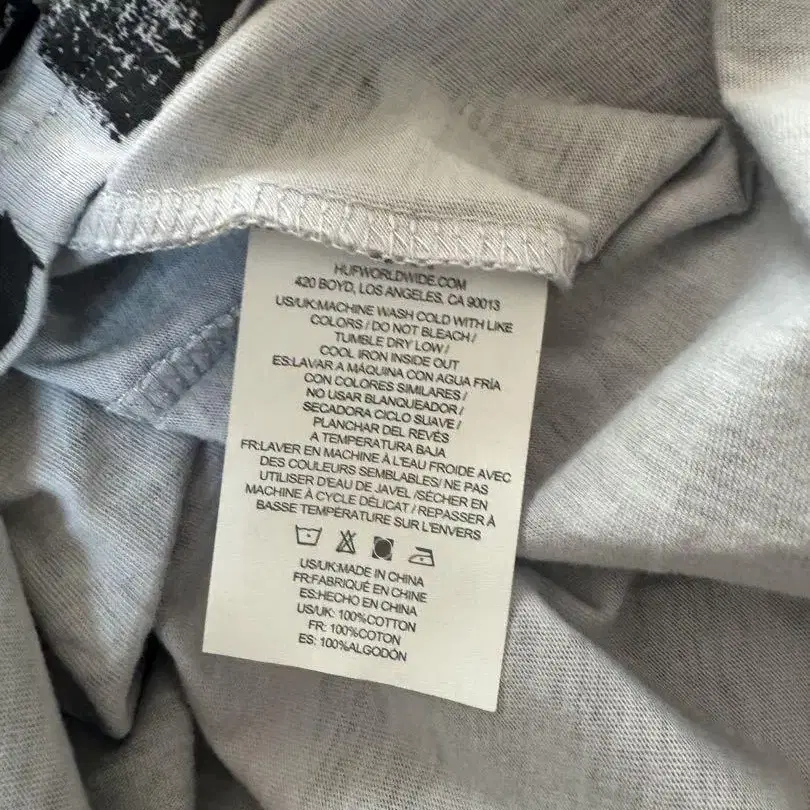 HUFWORLDWIDE.COM
420 BOYD, LOS ANGELES, CA 90013
US/UK:MACHINE WASH COLD WITH LIKE
COLORS / DO NOT BLEACH /
TUMBLE DRY LOW /
COOL IRON INSIDE OUT
ES:LAVAR A MÁQUINA CON AGUA FRÍA
CON COLORES SIMILARES /
NO USAR BLANQUEADOR /
SECADORA CICLO SUAVE /
PLANCHAR DEL REVÉS
A TEMPERATURA BAJA
FR:LAVER EN MACHINE À L'EAU FROIDE AVEC
DES COULEURS SEMBLABLES/ NE PAS
UTILISER D'EAU DE JAVEL /SÉCHER EN
MACHINE À CYCLE DÉLICAT / REPASSER À
BASSE TEMPÉRATURE SUR L'ENVERS
US/UK:MADE IN CHINA
FR:FABRIQUÉ EN CHINE
ES:HECHO EN CHINA
US/UK: 100%COTTON
FR: 100%COTON
ES: 100%ALGODÓN